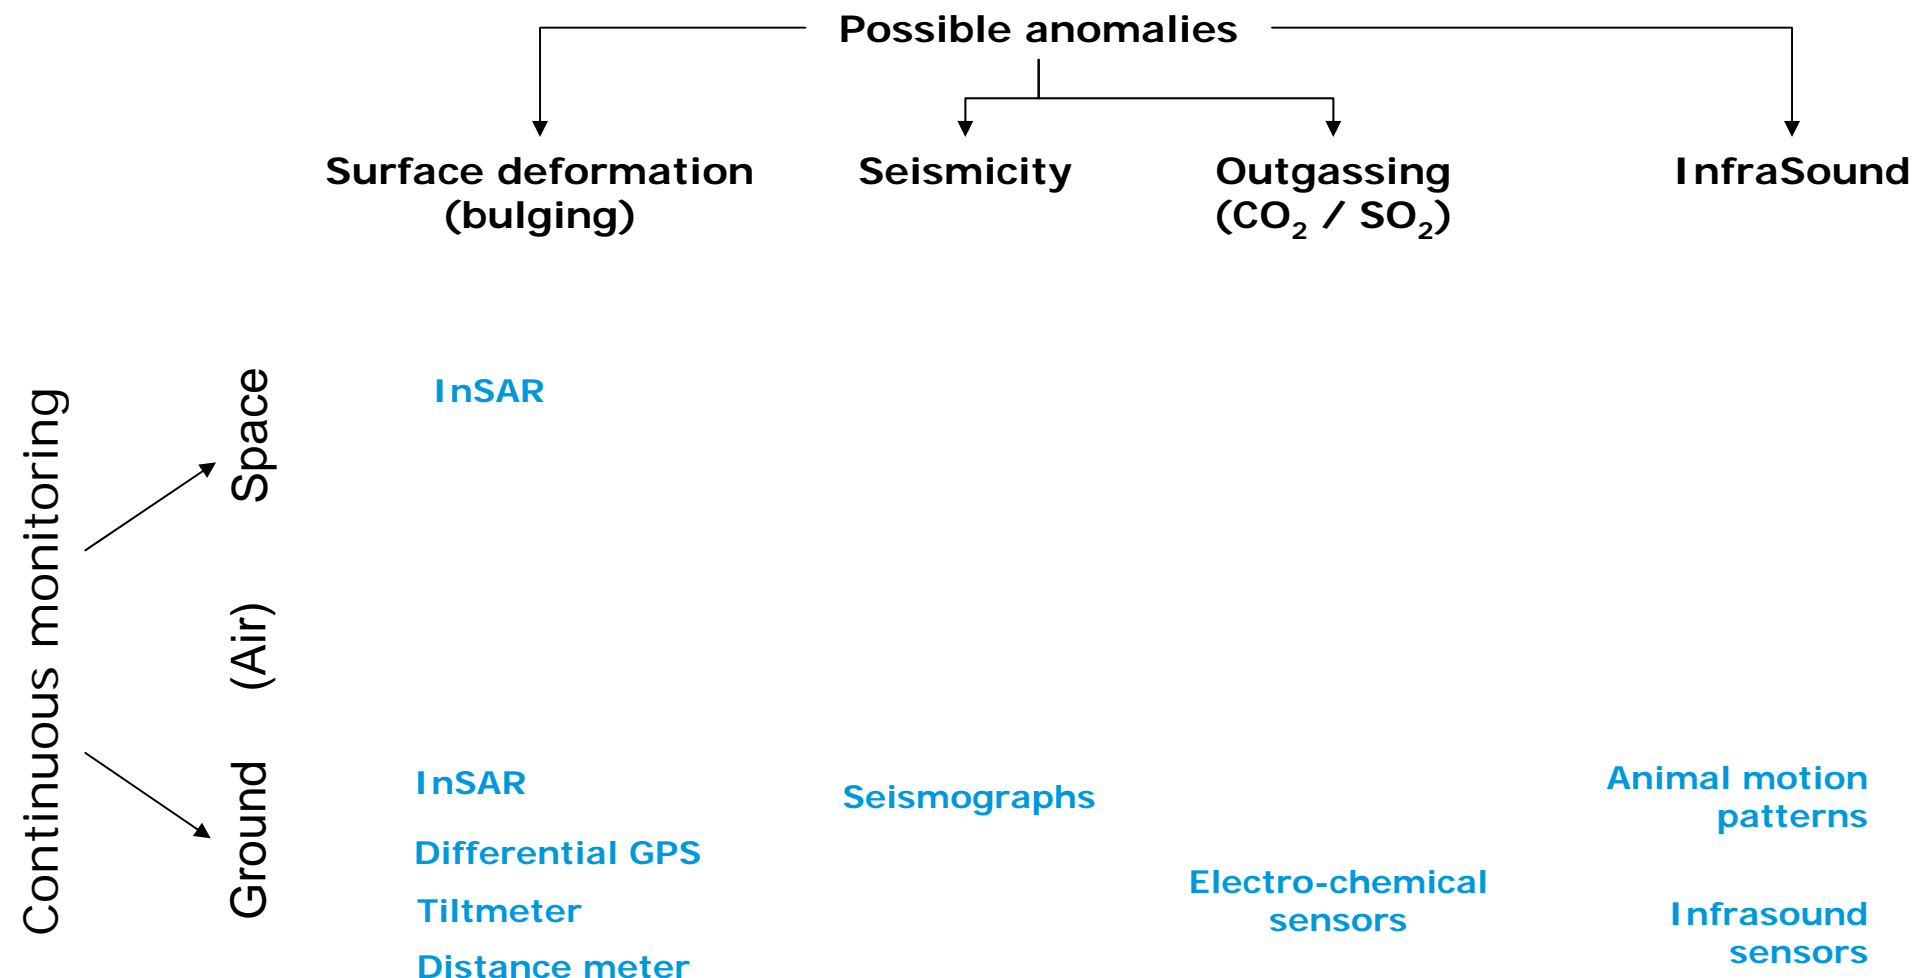 Possible anomalies
Surface deformation
(bulging)
Seismicity
Outgassing
(CO₂ / SO₂)
InfraSound
Continuous monitoring
Space
(Air)
Ground
InSAR
InSAR
Differential GPS
Tiltmeter
Distance meter
Seismographs
Electro-chemical
sensors
Animal motion
patterns
Infrasound
sensors